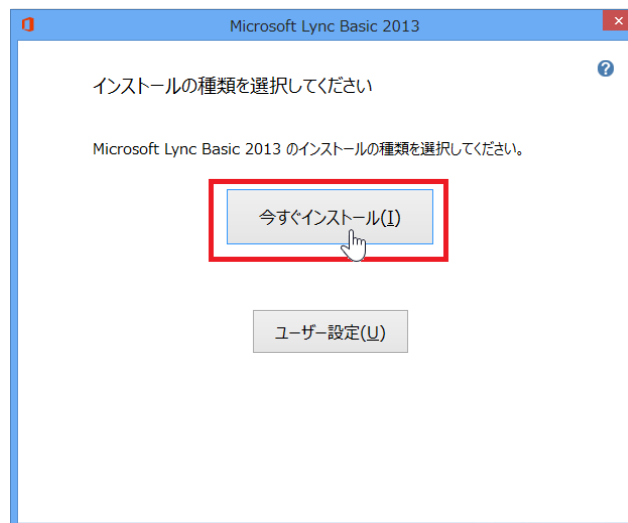 Microsoft Lync Basic 2013
インストールの種類を選択してください
Microsoft Lync Basic 2013 のインストールの種類を選択してください。
今すぐインストール(I)
ユーザー設定(U)